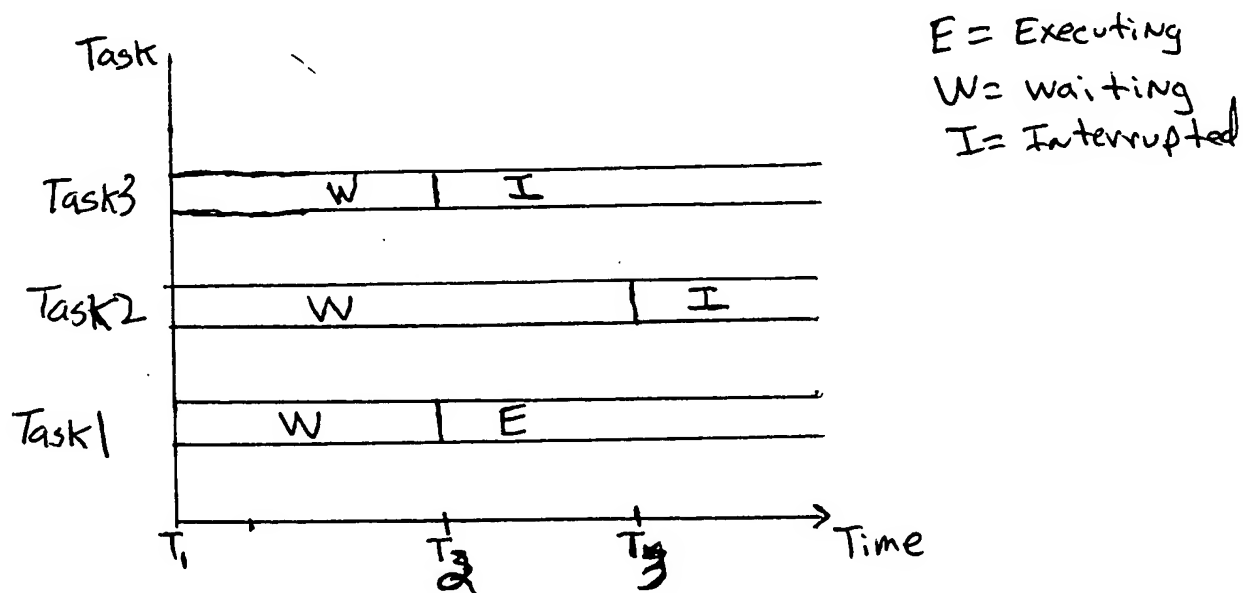 Task
E = Executing
W = waiting
I = Interrupted
Task3 W I
Task2 W I
Task1 W E
T1 T2 T3 Time